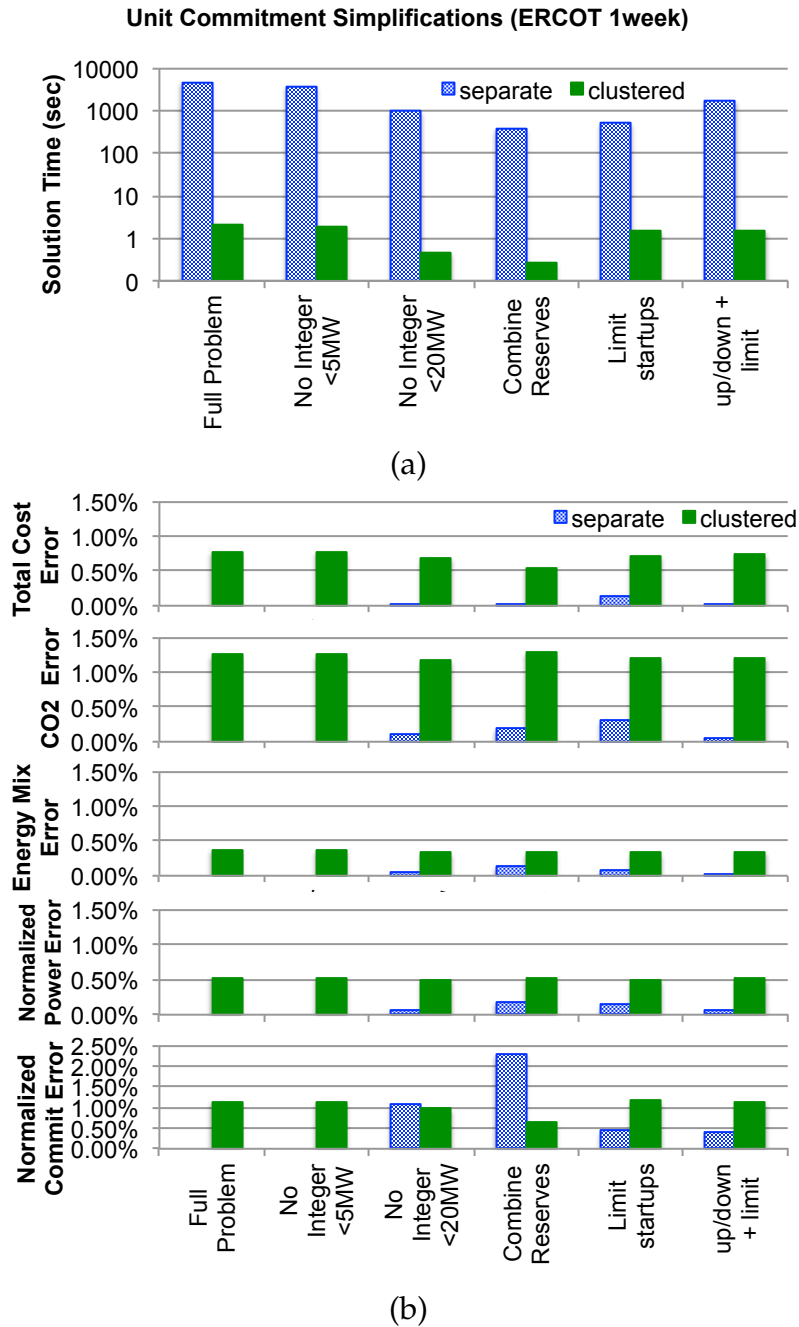 Unit Commitment Simplifications (ERCOT 1week)
Solution Time (sec)
10000
1000
100
10
1
0
separate
clustered
Full Problem
No Integer
<5MW
No Integer
<20MW
Combine
Reserves
Limit
startups
up/down +
limit
(a)
Total Cost
Error
1.50%
1.00%
0.50%
0.00%
separate
clustered
CO2 Error
1.50%
1.00%
0.50%
0.00%
Energy Mix
Error
1.50%
1.00%
0.50%
0.00%
Normalized
Power Error
1.50%
1.00%
0.50%
0.00%
Normalized
Commit Error
2.50%
2.00%
1.50%
1.00%
0.50%
0.00%
Full
Problem
No
Integer
<5MW
No
Integer
<20MW
Combine
Reserves
Limit
startups
up/down
+ limit
(b)